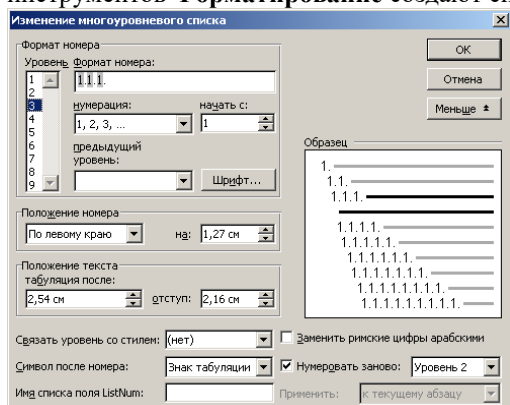 инструментов Форматирование создают сп
Изменение многоуровневого списка
Формат номера
Уровень Формат номера:
1
2
3
4
5
6
7
8
9
1.1.1.
нумерация: начать с:
1, 2, 3, ... 1
предыдущий
уровень:
Шрифт...
ОК
Отмена
Меньше
Положение номера
По левому краю на: 1,27 см
Положение текста
табуляция после:
2,54 см отступ: 2,16 см
Образец
1.
1.1.
1.1.1.
1.1.1.1.
1.1.1.1.1.
1.1.1.1.1.1.
1.1.1.1.1.1.1.
1.1.1.1.1.1.1.1.
1.1.1.1.1.1.1.1.1.
Связать уровень со стилем: (нет) Заменить римские цифры арабскими
Символ после номера: Знак табуляции Нумеровать заново: Уровень 2
Имя списка поля ListNum: Применить: к текущему абзацу